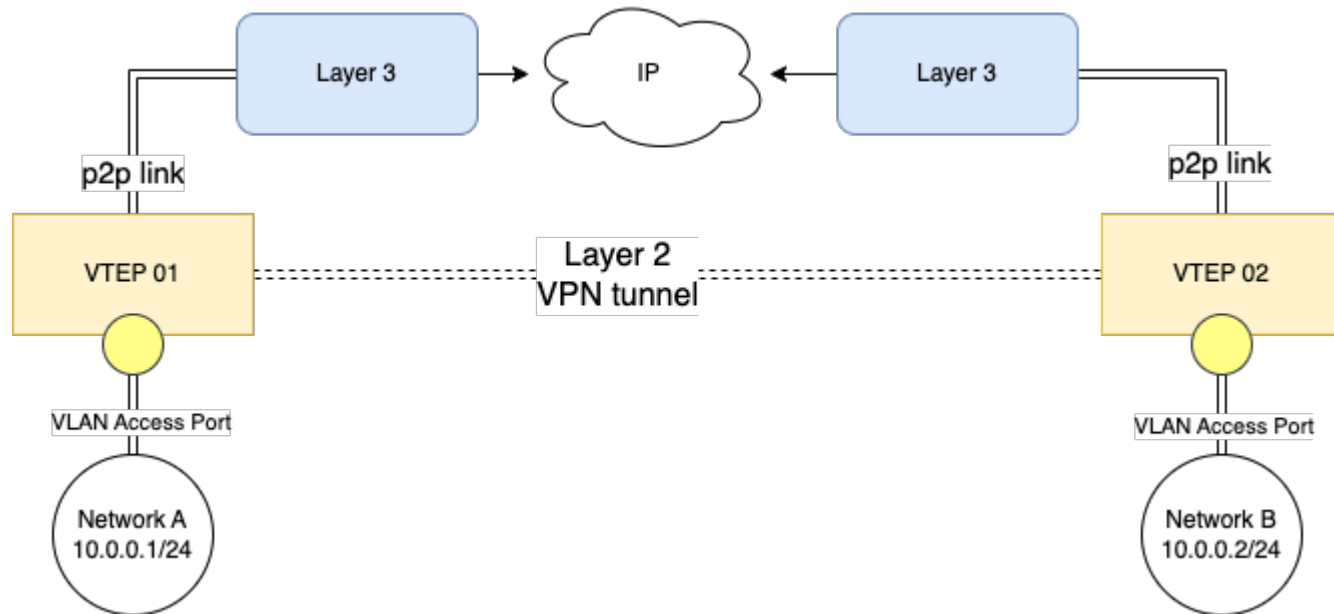 Layer 3
IP
Layer 3
p2p link
p2p link
VTEP 01
Layer 2
VPN tunnel
VTEP 02
VLAN Access Port
VLAN Access Port
Network A
10.0.0.1/24
Network B
10.0.0.2/24